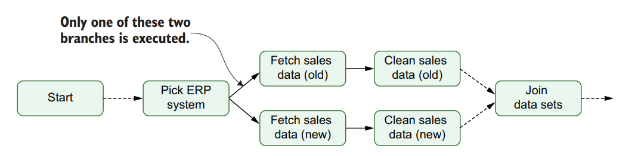 Only one of these two
branches is executed.
Start
Pick ERP
system
Fetch sales
data (old)
Clean sales
data (old)
Fetch sales
data (new)
Clean sales
data (new)
Join
data sets